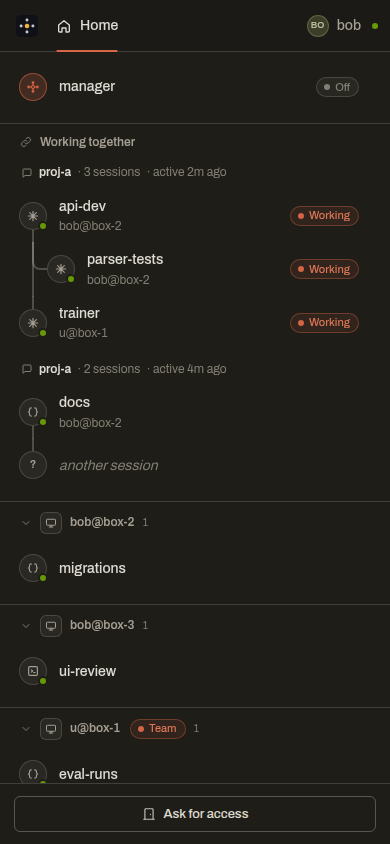 Home
BO bob
manager
Off
Working together
proj-a · 3 sessions · active 2m ago
api-dev
bob@box-2
Working
parser-tests
bob@box-2
Working
trainer
u@box-1
Working
proj-a · 2 sessions · active 4m ago
docs
bob@box-2
? another session
bob@box-2 1
migrations
bob@box-3 1
ui-review
u@box-1 Team 1
eval-runs
Ask for access